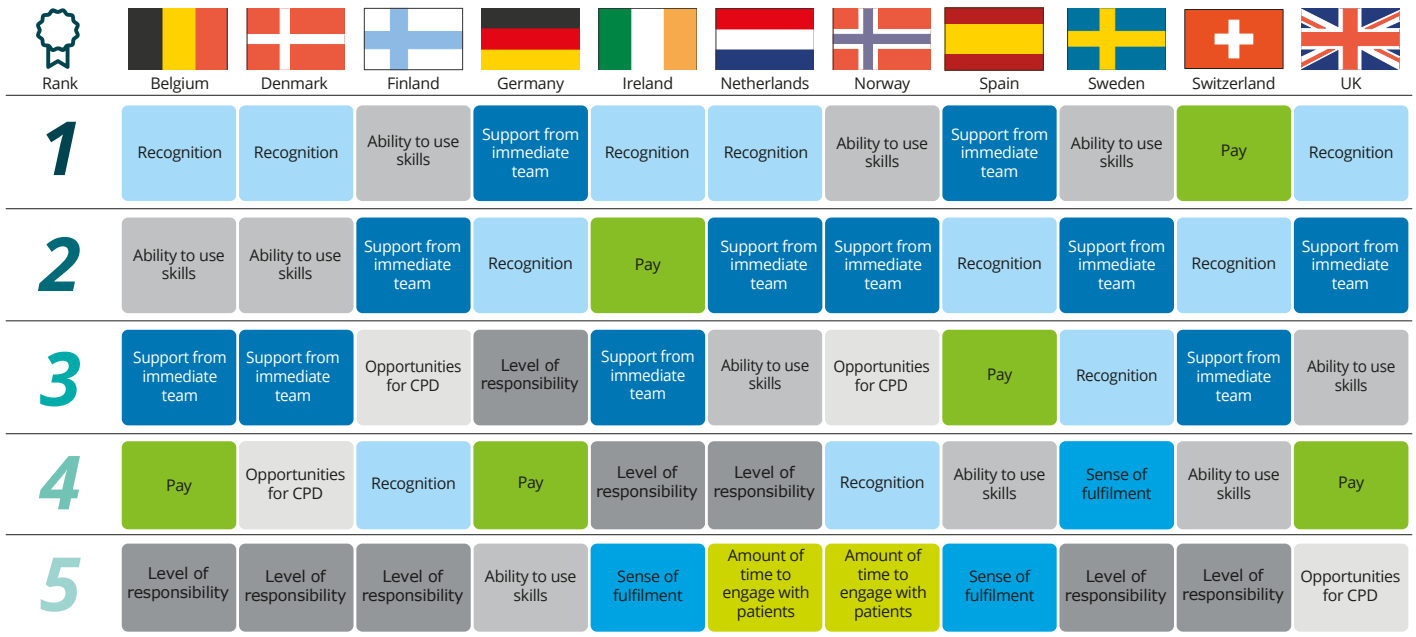 Rank
Belgium
Denmark
Finland
Germany
Ireland
Netherlands
Norway
Spain
Sweden
Switzerland
UK
1
Recognition
Recognition
Ability to use
skills
Support from
immediate
team
Recognition
Recognition
Ability to use
skills
Support from
immediate
team
Ability to use
skills
Pay
Recognition
2
Ability to use
skills
Ability to use
skills
Support from
immediate
team
Recognition
Pay
Support from
immediate
team
Support from
immediate
team
Recognition
Support from
immediate
team
Recognition
Support from
immediate
team
3
Support from
immediate
team
Support from
immediate
team
Opportunities
for CPD
Level of
responsibility
Support from
immediate
team
Ability to use
skills
Opportunities
for CPD
Pay
Recognition
Support from
immediate
team
Ability to use
skills
4
Pay
Opportunities
for CPD
Recognition
Pay
Level of
responsibility
Level of
responsibility
Recognition
Ability to use
skills
Sense of
fulfilment
Ability to use
skills
Pay
5
Level of
responsibility
Level of
responsibility
Level of
responsibility
Ability to use
skills
Sense of
fulfilment
Amount of
time to
engage with
patients
Amount of
time to
engage with
patients
Sense of
fulfilment
Level of
responsibility
Level of
responsibility
Opportunities
for CPD